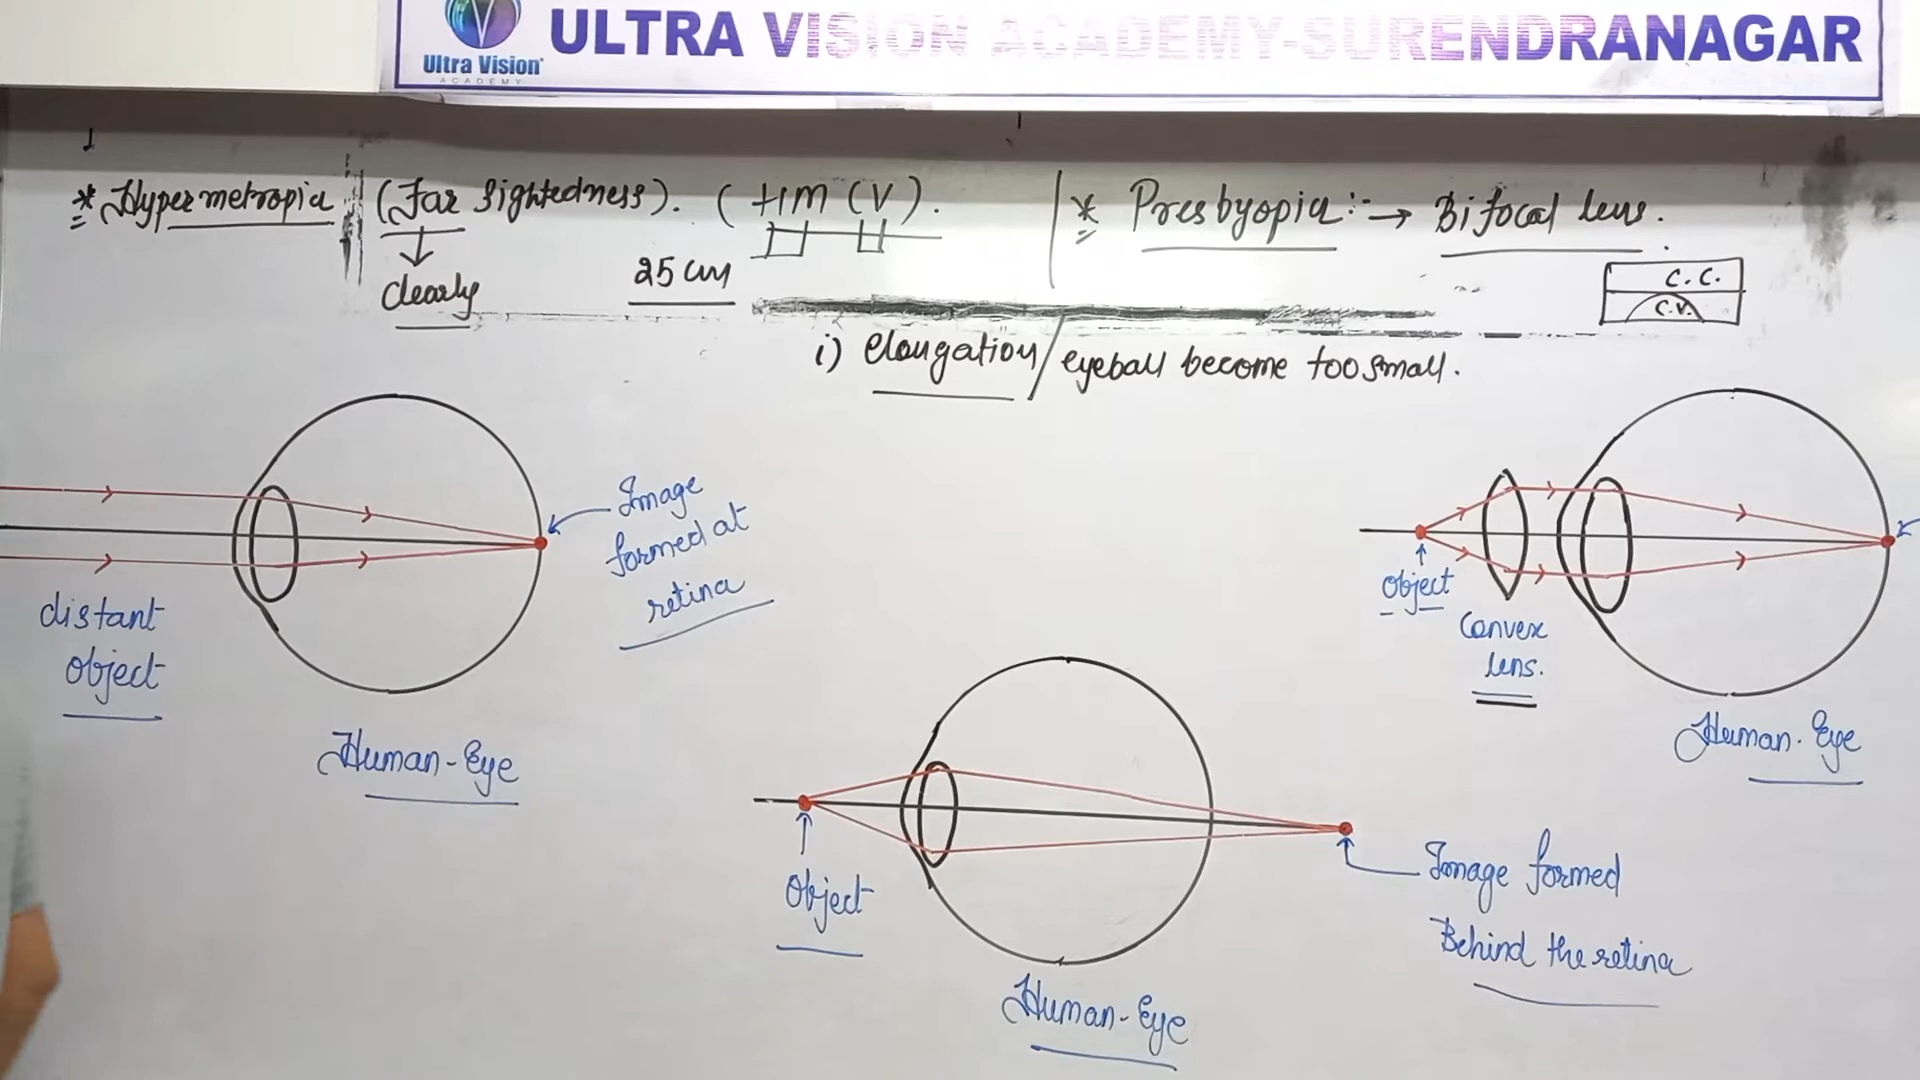 ULTRA VISION ACADEMY-SURENDRANAGAR
Ultra Vision
ACADEMY
* Hypermetropia (Far sightedness). (HM (V).
clearly
25 cm
* Presbyopia :- → Bifocal lens.
C.C.
C.V.
i) elongation/eyeball become too small.
distant
object
Human-Eye
Image
formed at
retina
object
Human-Eye
Image formed
Behind the retina
object
Convex
lens.
Human-Eye